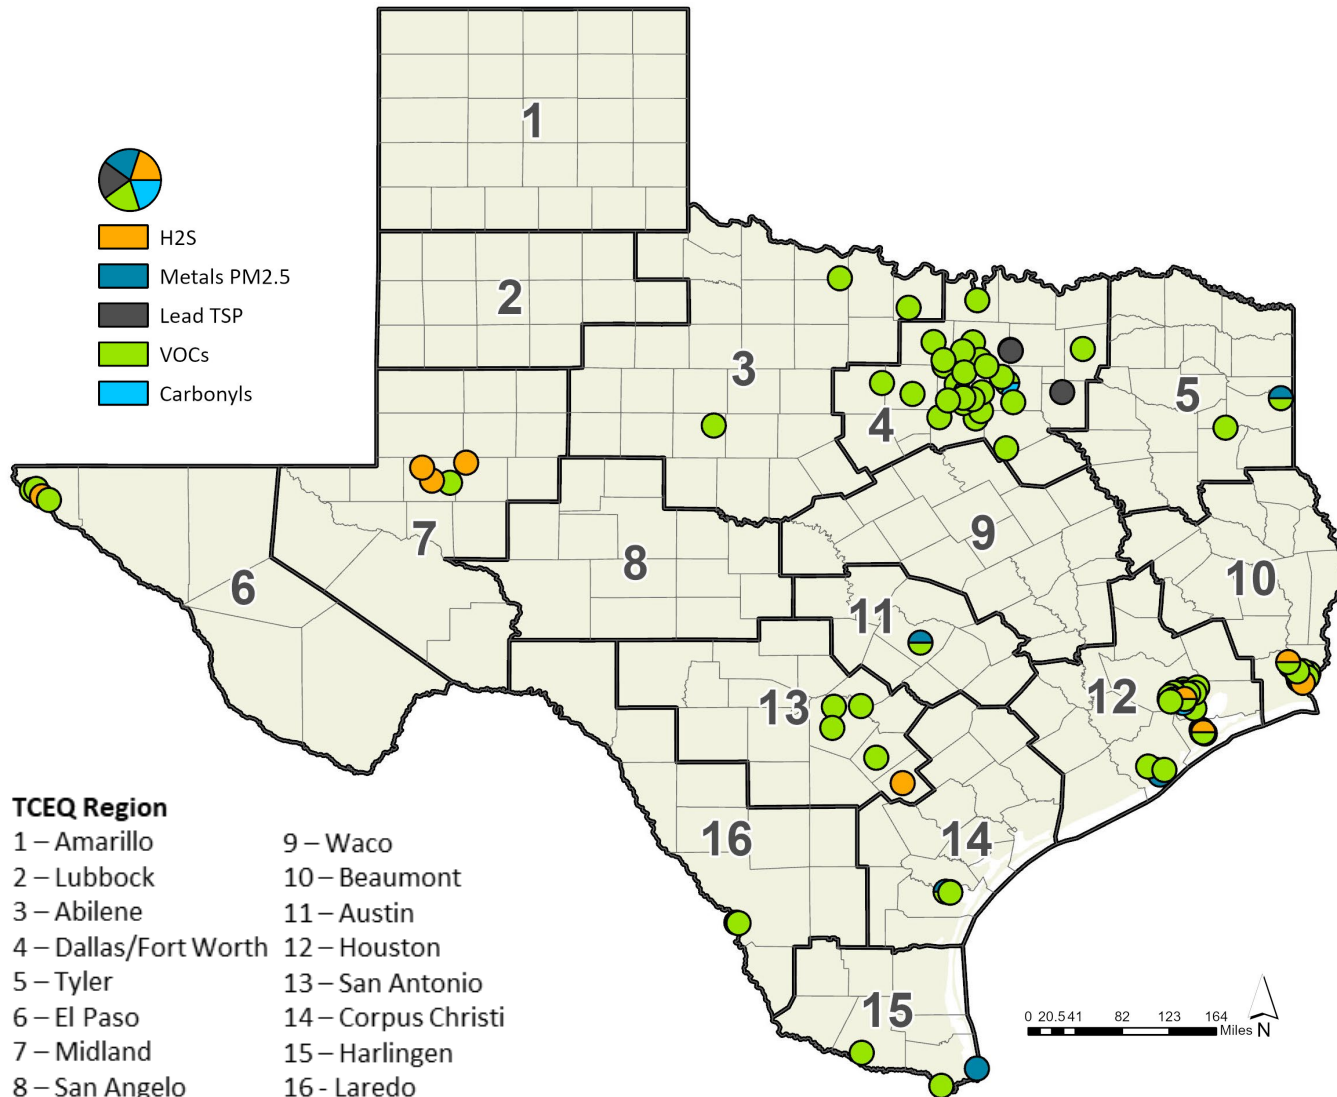 1
H2S
Metals PM2.5
Lead TSP
VOCs
Carbonyls
2
3
4
5
6
7
8
9
10
11
12
13
14
15
16
TCEQ Region
1 – Amarillo
2 – Lubbock
3 – Abilene
4 – Dallas/Fort Worth
5 – Tyler
6 – El Paso
7 – Midland
8 – San Angelo
9 – Waco
10 – Beaumont
11 – Austin
12 – Houston
13 – San Antonio
14 – Corpus Christi
15 – Harlingen
16 - Laredo
0 20.5 41 82 123 164
Miles
N